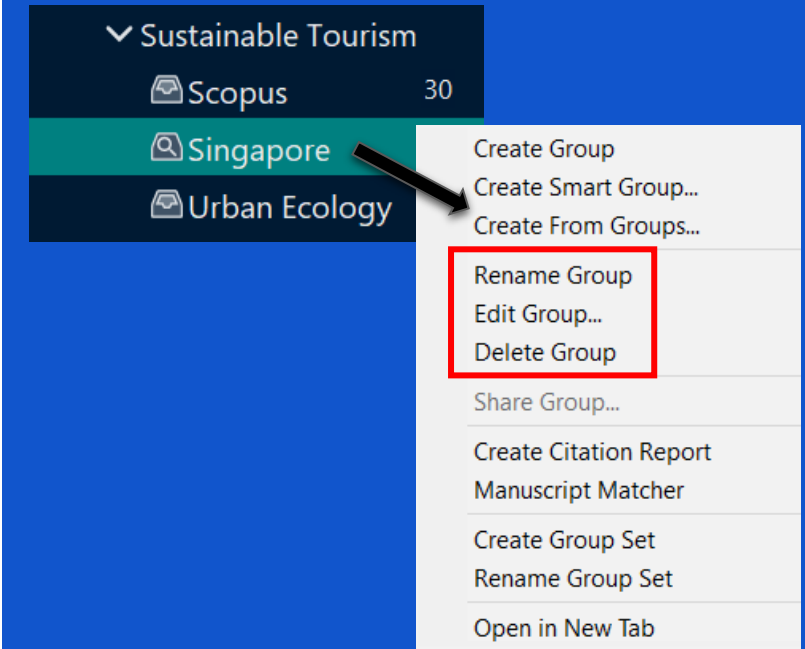 Sustainable Tourism
Scopus 30
Singapore
Urban Ecology
Create Group
Create Smart Group...
Create From Groups...
Rename Group
Edit Group...
Delete Group
Share Group...
Create Citation Report
Manuscript Matcher
Create Group Set
Rename Group Set
Open in New Tab